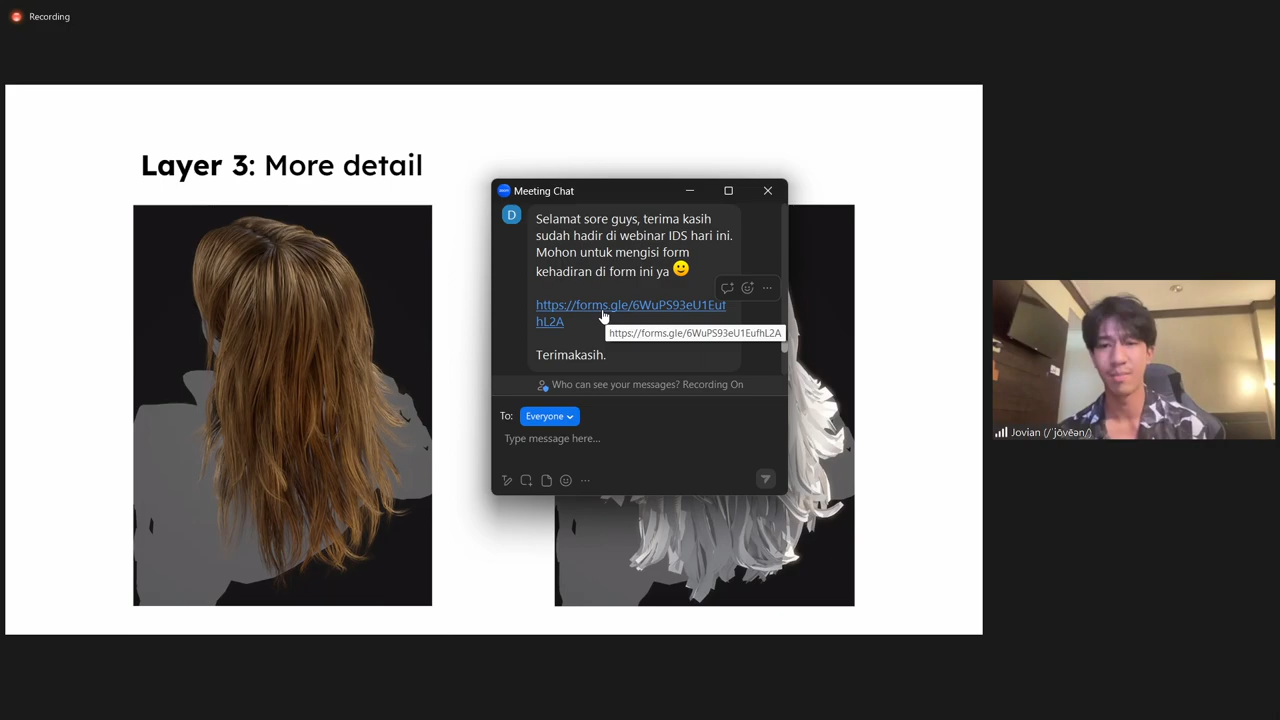 Recording
Layer 3: More detail
Meeting Chat
D
Selamat sore guys, terima kasih
sudah hadir di webinar IDS hari ini.
Mohon untuk mengisi form
kehadiran di form ini ya
https://forms.gle/6WuPS93eU1Euf
hL2A
https://forms.gle/6WuPS93eU1EufhL2A
Terimakasih.
Who can see your messages? Recording On
To: Everyone
Type message here...
Jovian (/ˈjōvēən/)